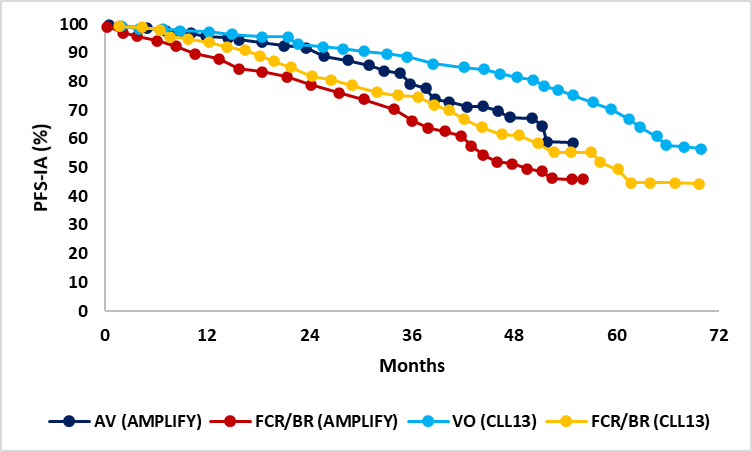 100
90
80
70
60
50
40
30
20
10
0
PFS-IA (%)
0 12 24 36 48 60 72
Months
AV (AMPLIFY) FCR/BR (AMPLIFY) VO (CLL13) FCR/BR (CLL13)